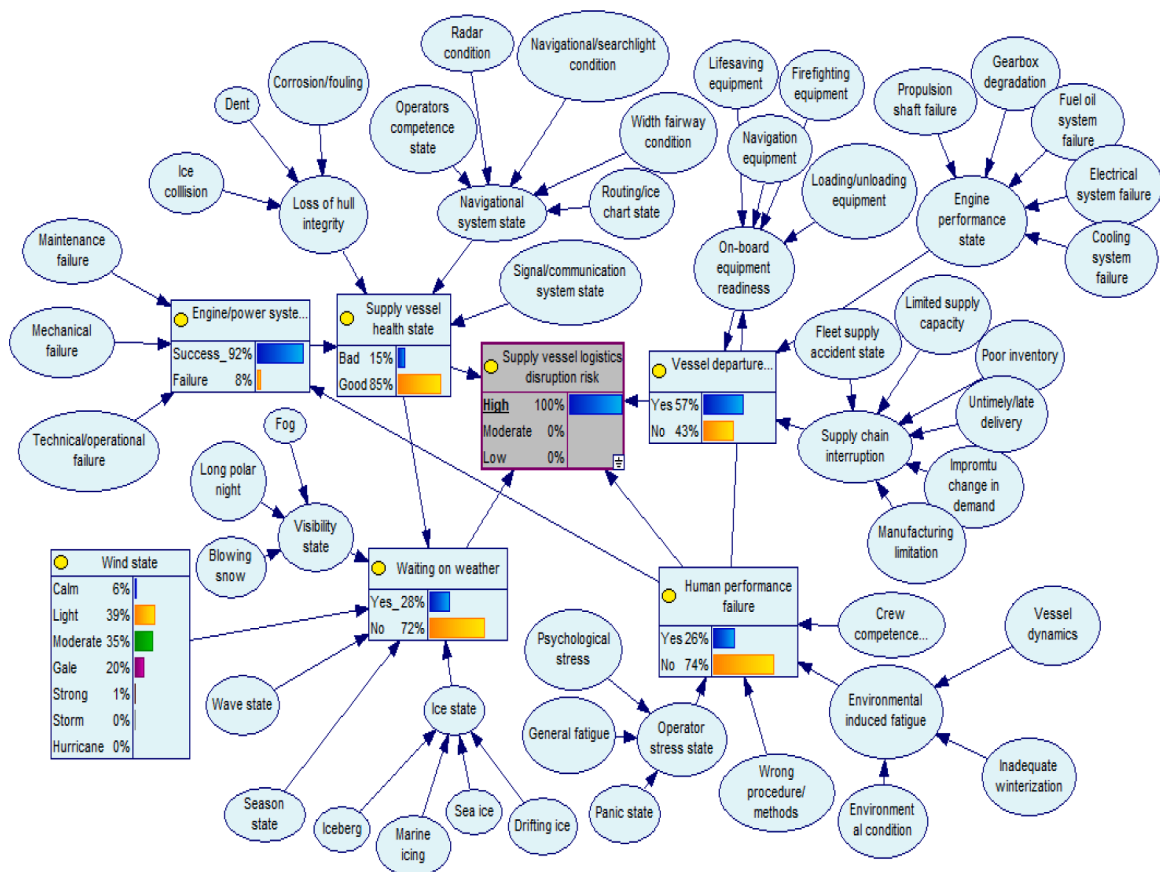 Radar
condition
Navigational/searchlight
condition
Lifesaving
equipment
Firefighting
equipment
Gearbox
degradation
Corrosion/fouling
Propulsion
shaft failure
Fuel oil
system failure
Dent
Operators
competence
state
Width fairway
condition
Navigation
equipment
Ice
colllision
Loss of hull
integrity
Navigational
system state
Routing/ice
chart state
Loading/unloading
equipment
Electrical
system failure
Engine
performance
state
Maintenance
failure
On-board
equipment
readiness
Cooling
system
failure
Signal/communication
system state
Engine/power syste...
Success_ 92%
Failure 8%
Supply vessel
health state
Bad 15%
Good 85%
Limited supply
capacity
Fleet supply
accident state
Mechanical
failure
Supply vessel logistics
disruption risk
High 100%
Moderate 0%
Low 0%
Vessel departure...
Yes 57%
No 43%
Poor inventory
Untimely/late
delivery
Technical/operational
failure
Fog
Supply chain
interruption
Impromtu
change in
demand
Long polar
night
Visibility
state
Manufacturing
limitation
Blowing
snow
Wind state
Calm 6%
Light 39%
Moderate 35%
Gale 20%
Strong 1%
Storm 0%
Hurricane 0%
Waiting on weather
Yes_ 28%
No 72%
Human performance
failure
Yes 26%
No 74%
Crew
competence...
Vessel
dynamics
Psychological
stress
Wave state
Ice state
Environmental
induced fatigue
General fatigue
Operator
stress state
Season
state
Iceberg
Marine
icing
Sea ice
Drifting ice
Panic state
Wrong
procedure/
methods
Environment
al condition
Inadequate
winterization